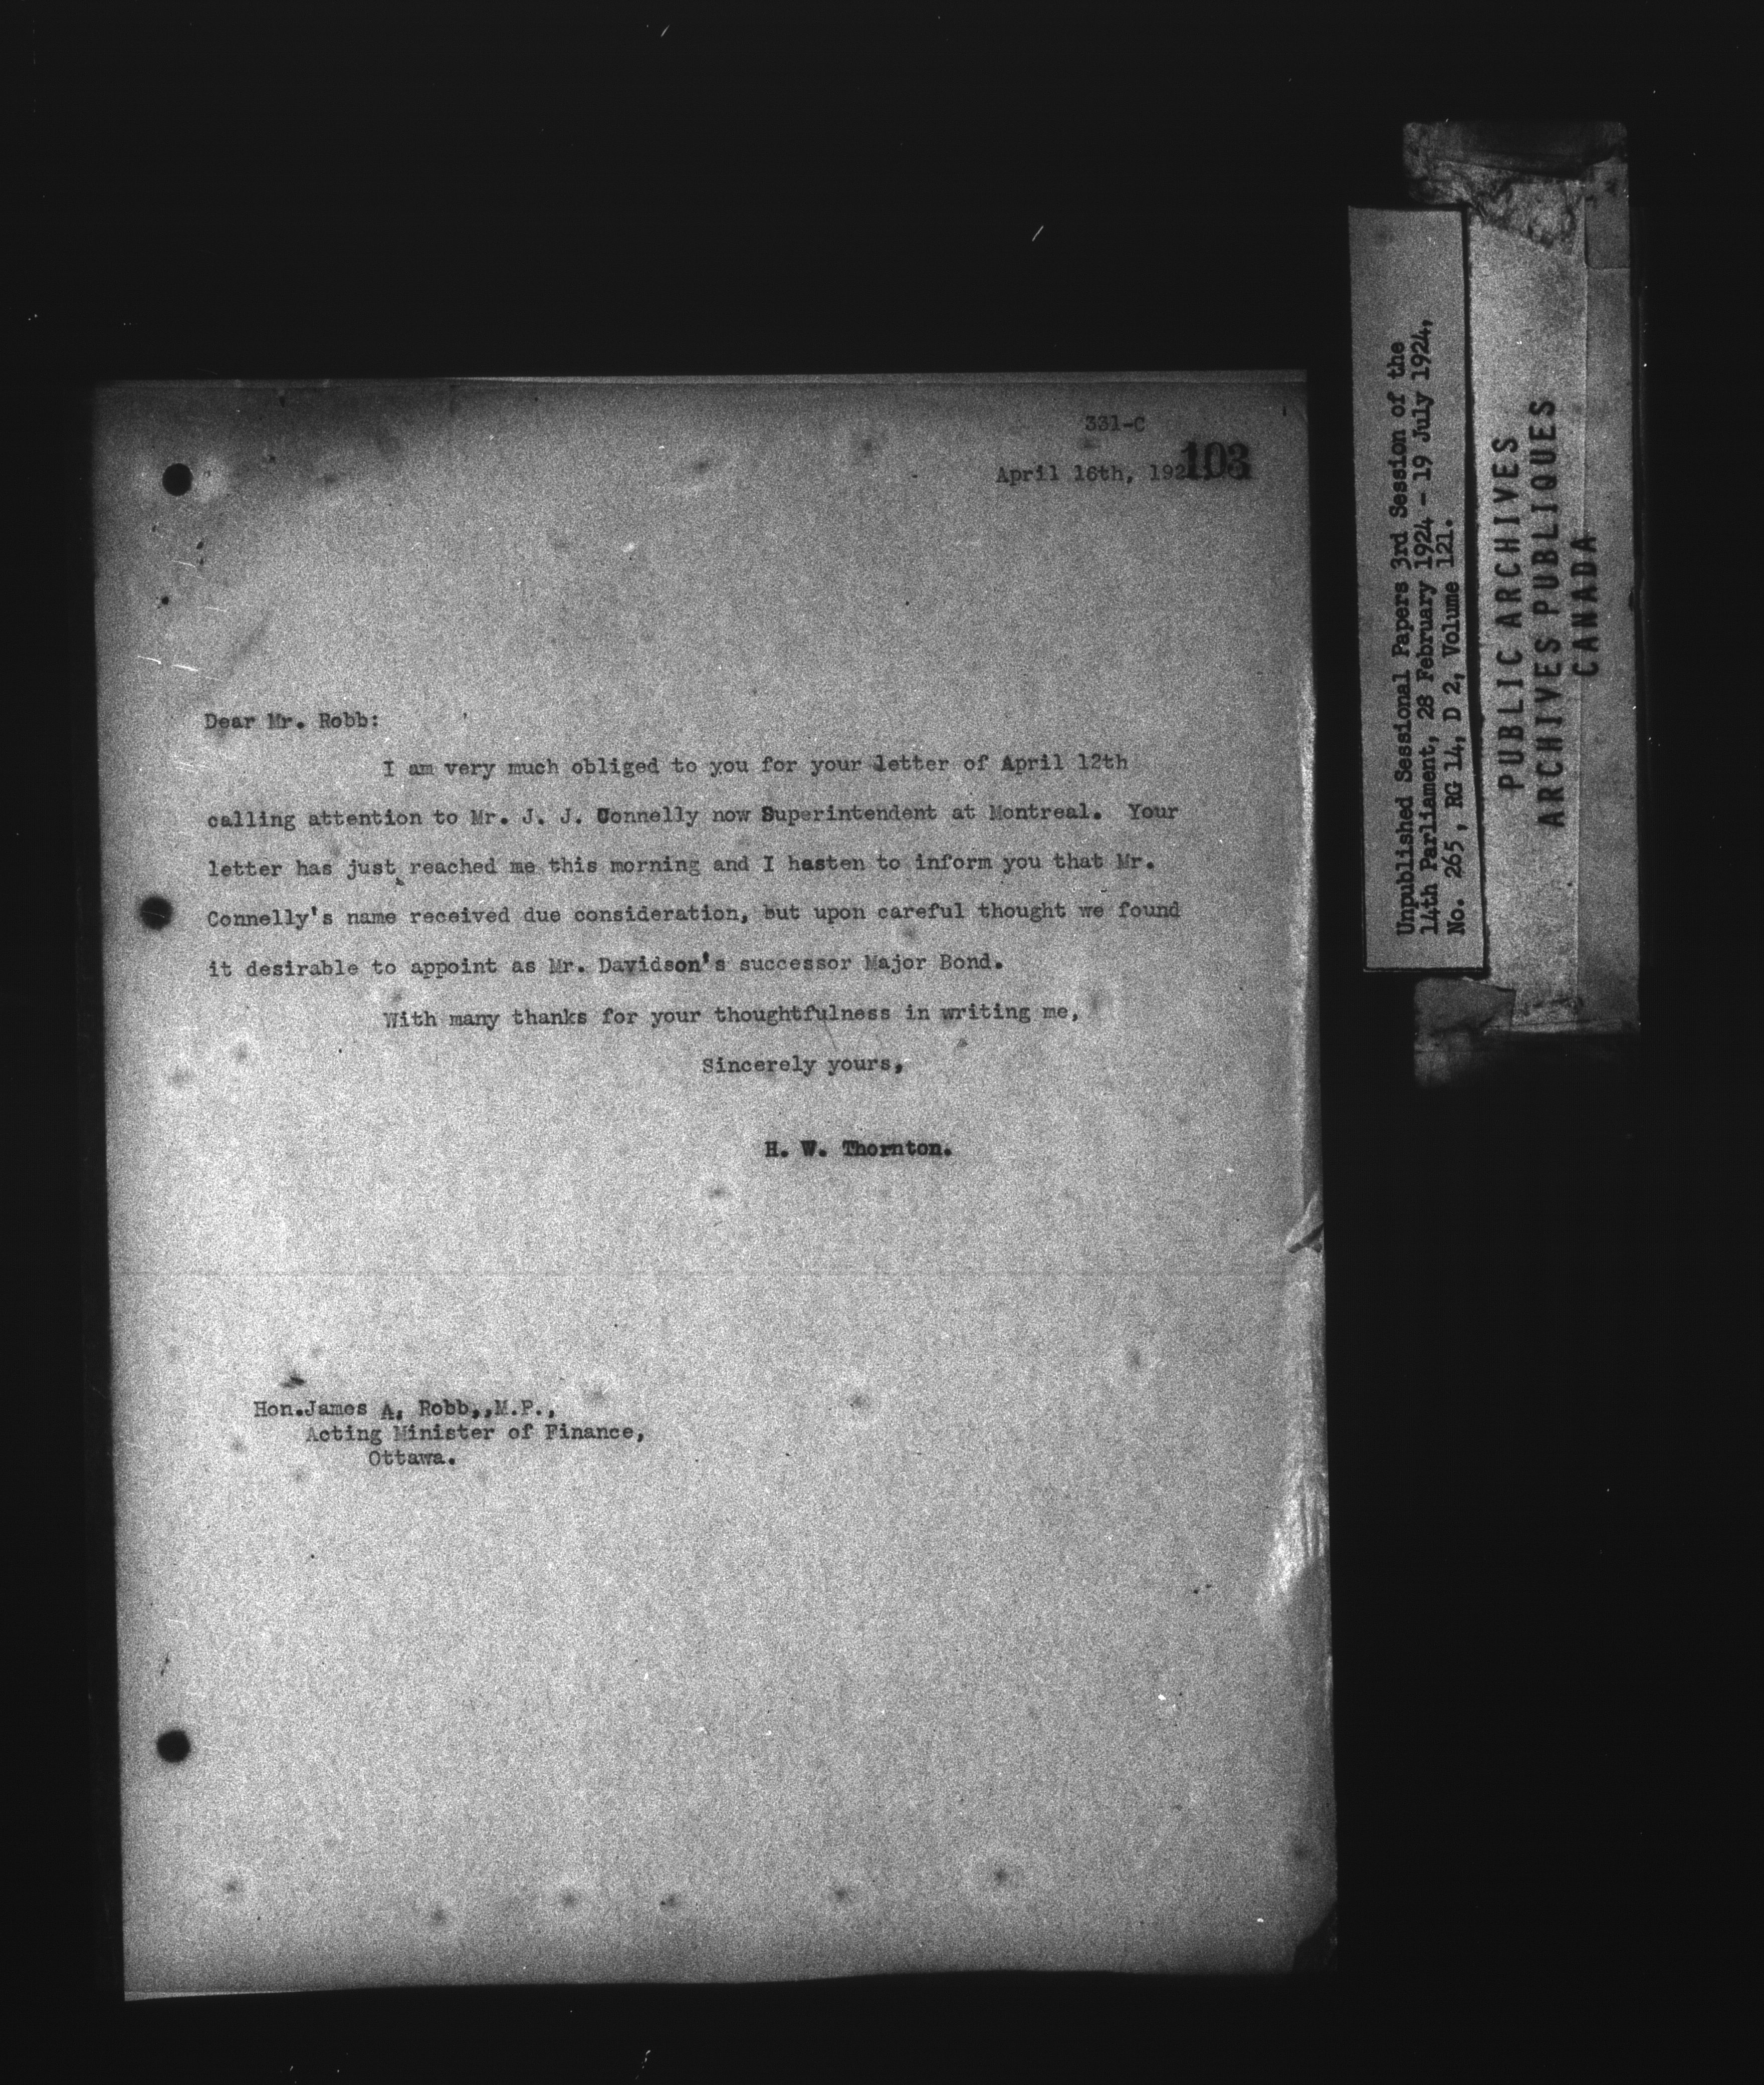 331-C
103
April 16th, 192
Dear Mr. Robb:
I am very much obliged to you for your letter of April 12th
calling attention to Mr. J. J. Connelly now Superintendent at Montreal. Your
letter has just reached me this morning and I hasten to inform you that Mr.
Connelly's name received due consideration, but upon careful thought we found
it desirable to appoint as Mr. Davidson's successor Major Bond.
With many thanks for your thoughtfulness in writing me,
Sincerely yours,
H. W. Thornton.
Hon.James A. Robb,,M.P.,
Acting Minister of Finance,
Ottawa.
Unpublished Sessional Papers 3rd Session of the
14th Parliament, 28 February 1924 - 19 July 1924,
No. 265, RG 14, D 2, Volume 121.
PUBLIC ARCHIVES
ARCHIVES PUBLIQUES
CANADA